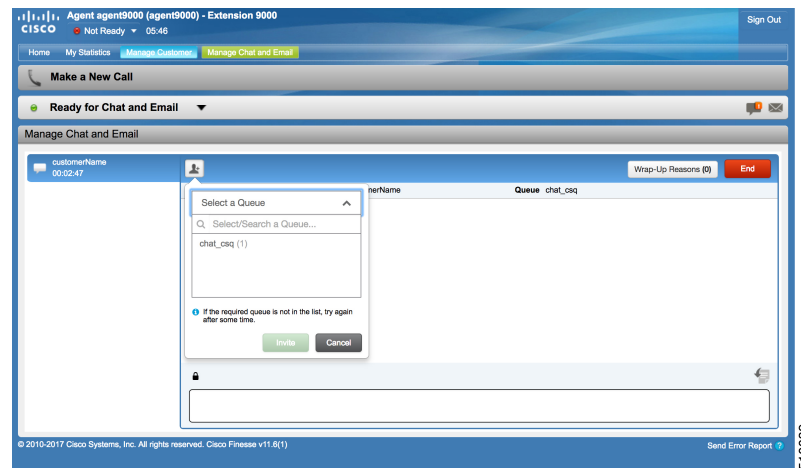 Agent agent9000 (agent9000) - Extension 9000
Sign Out
CISCO
Not Ready 05:46
Home My Statistics Manage Customer Manage Chat and Email
Make a New Call
Ready for Chat and Email
Manage Chat and Email
customerName
00:02:47
Wrap-Up Reasons (0)
End
Select a Queue
nerName
Queue chat_csq
Select/Search a Queue...
chat_csq (1)
If the required queue is not in the list, try again
after some time.
Invite
Cancel
© 2010-2017 Cisco Systems, Inc. All rights reserved. Cisco Finesse v11.6(1)
Send Error Report ?